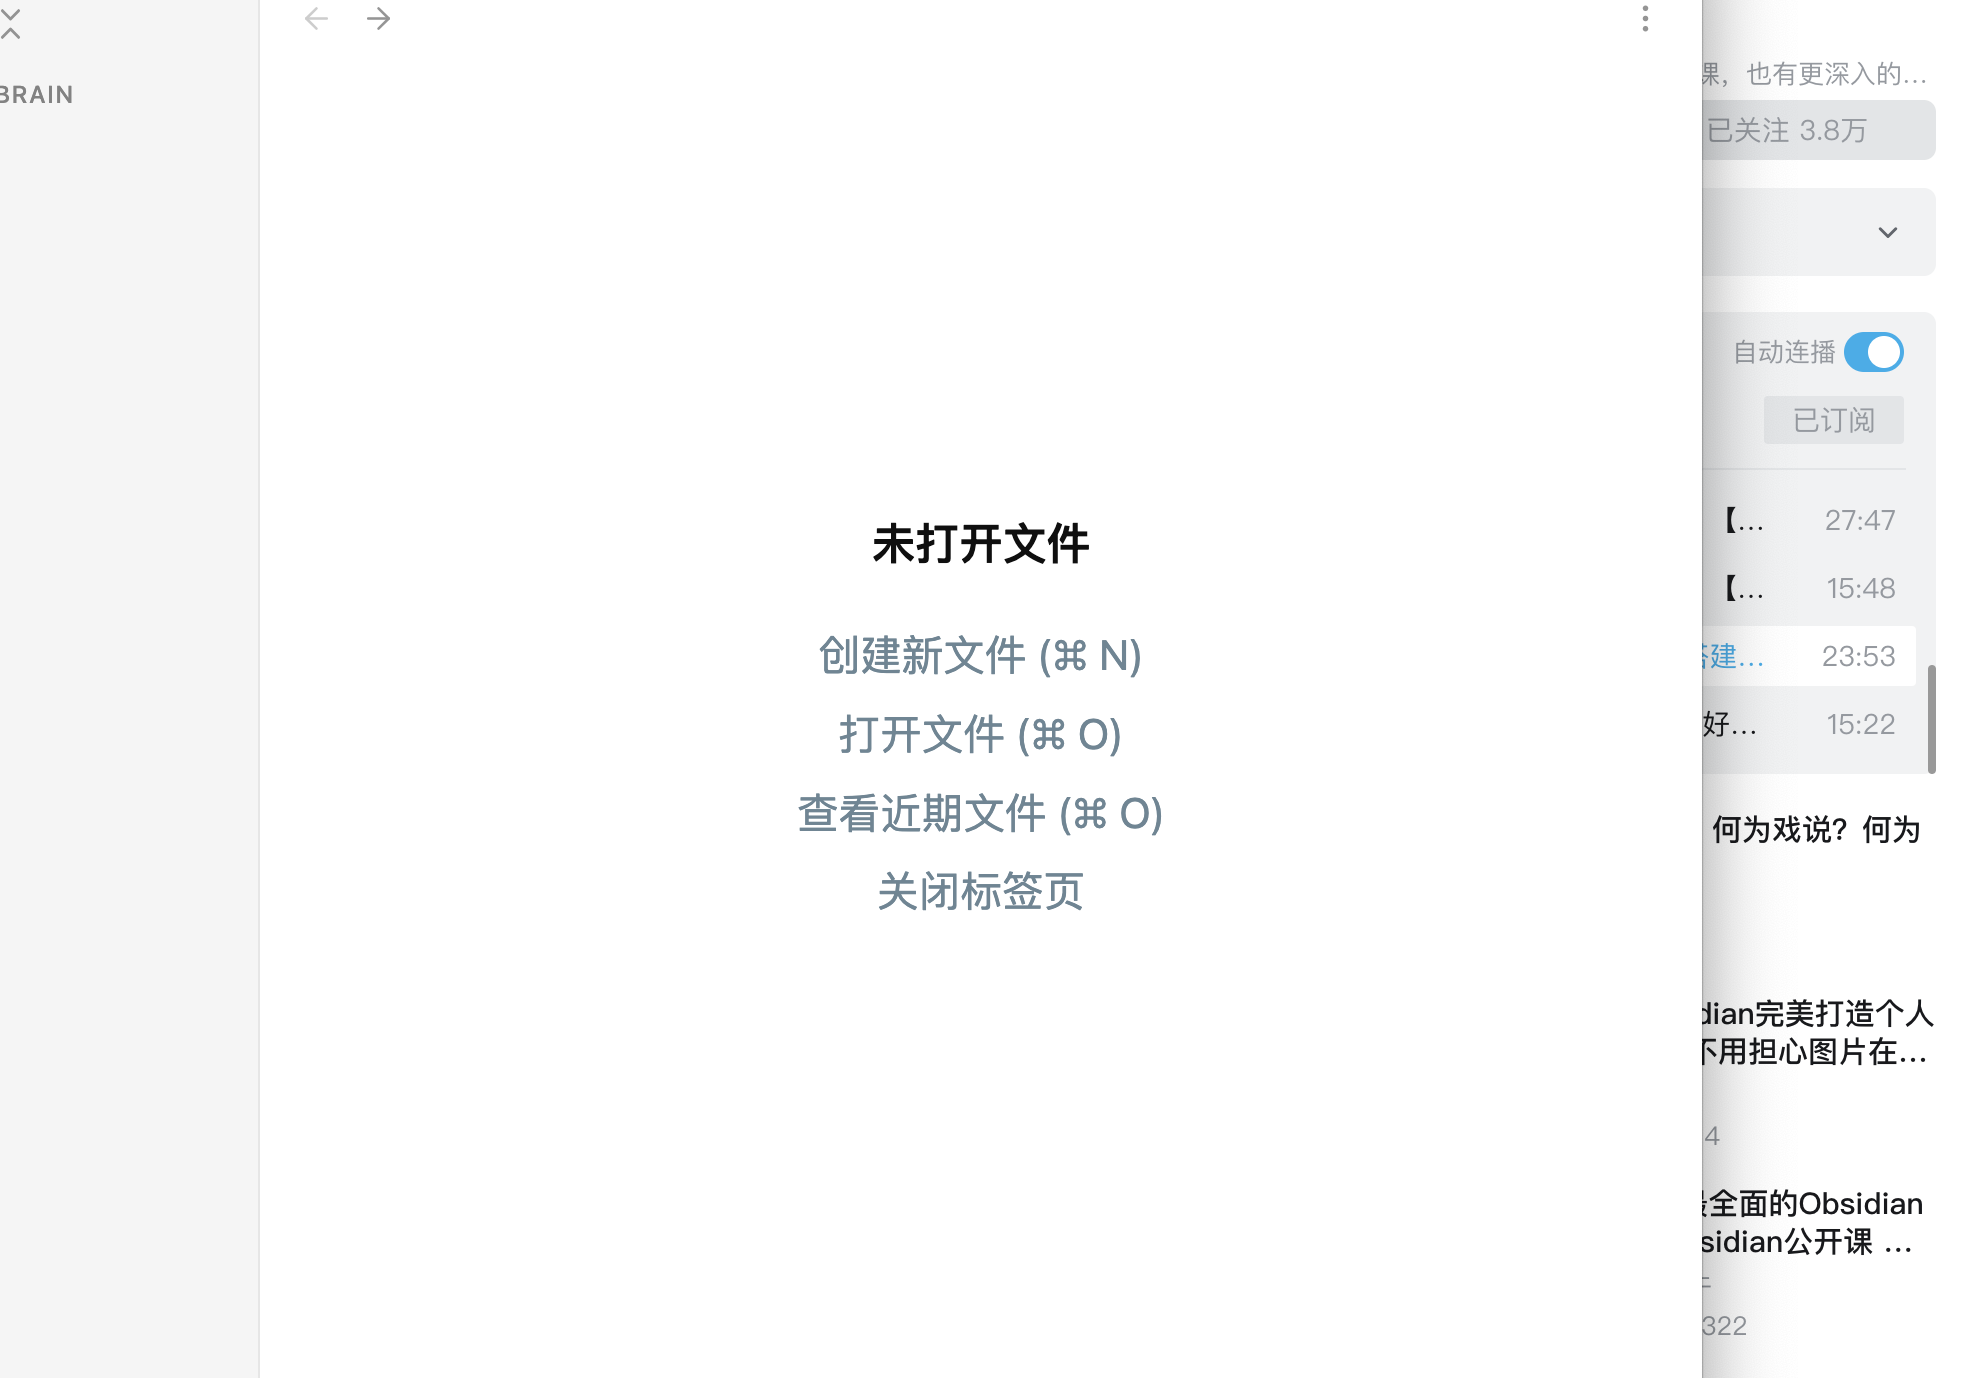 BRAIN
未打开文件
创建新文件 (⌘ N)
打开文件 (⌘ O)
查看近期文件 (⌘ O)
关闭标签页
课，也有更深入的…
已关注 3.8万
自动连播
已订阅
【… 27:47
【… 15:48
搭建… 23:53
好… 15:22
何为戏说？何为
dian完美打造个人
不用担心图片在…
4
最全面的Obsidian
sidian公开课 …
322